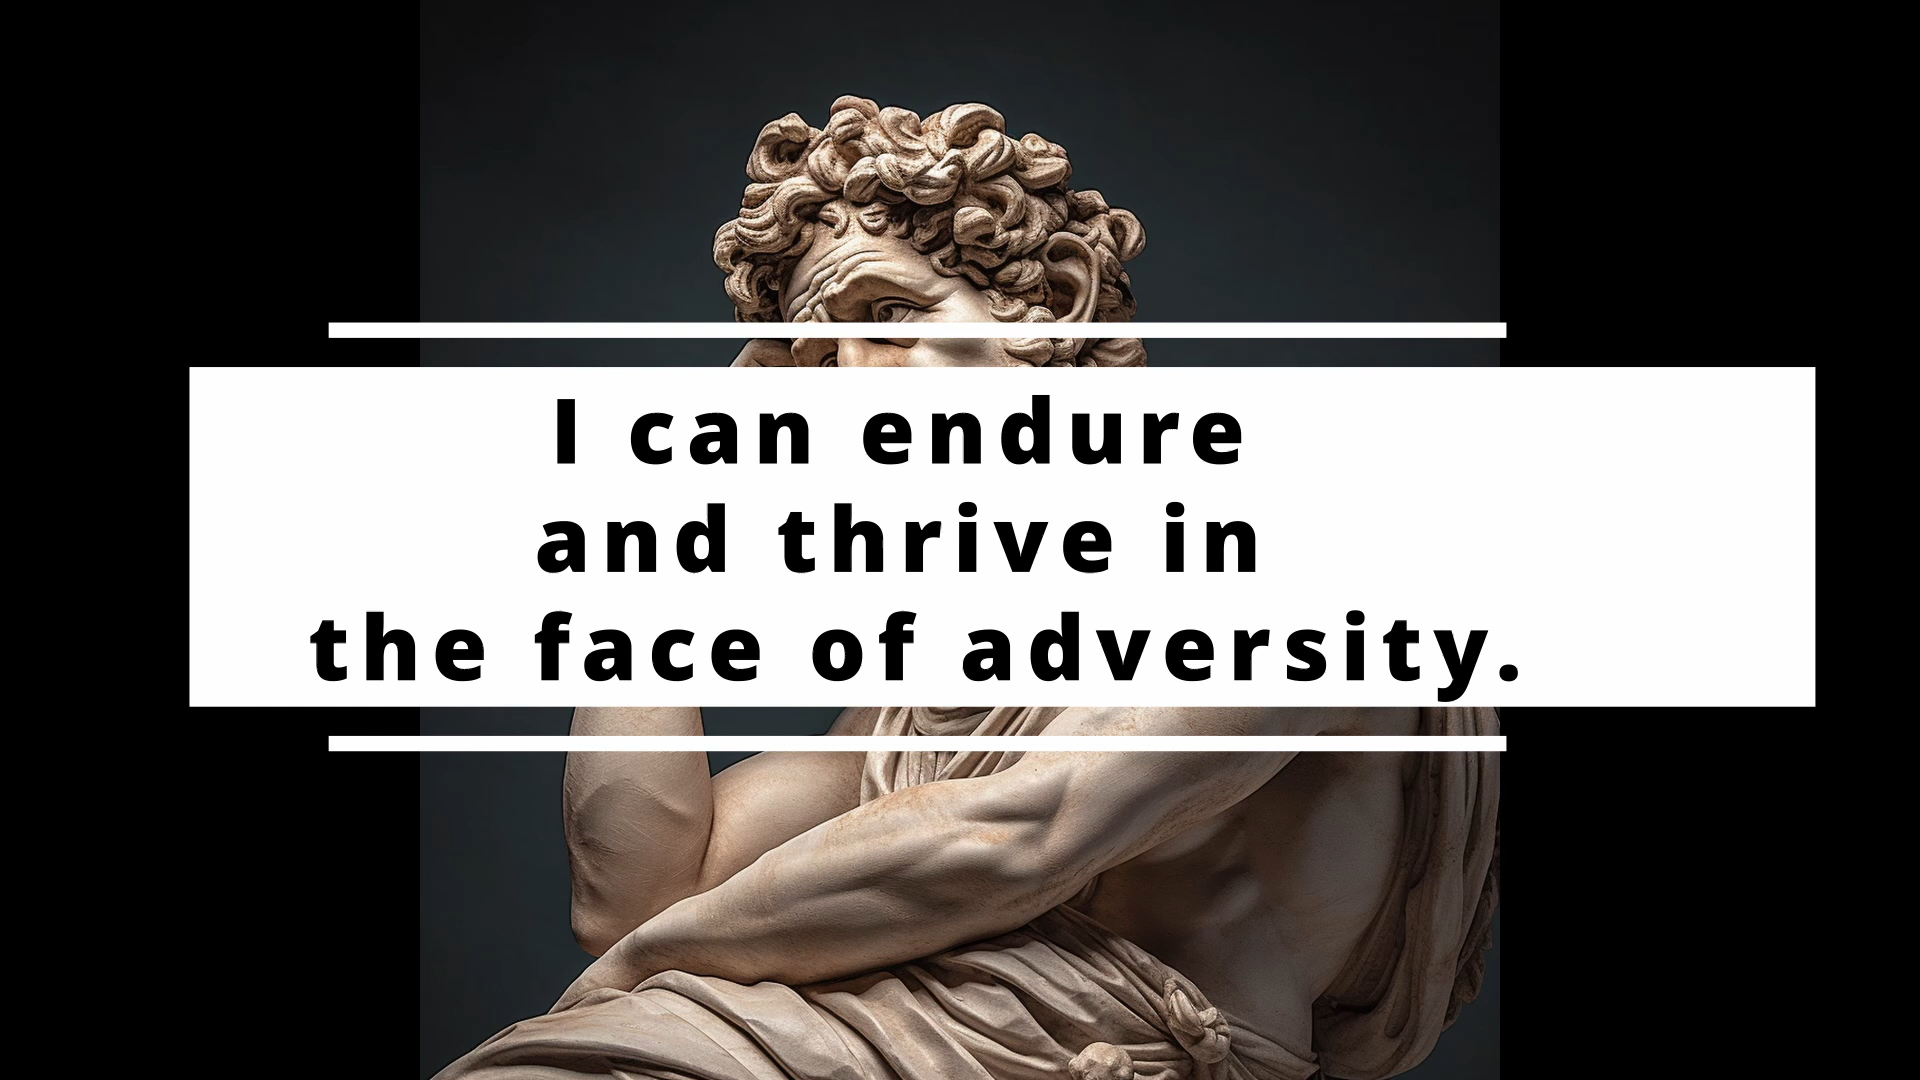 I can endure
and thrive in
the face of adversity.